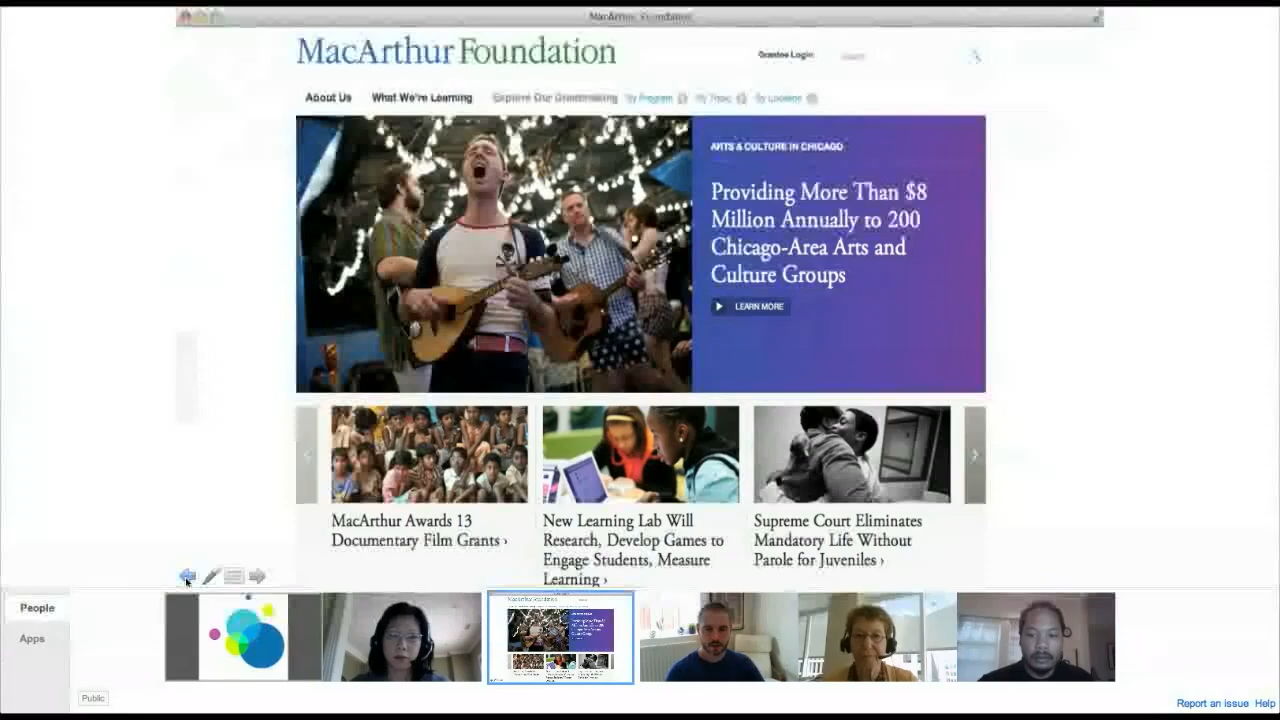 MacArthur Foundation
MacArthur Foundation
Grantee Login
Search
About Us What We're Learning Explore Our Grantmaking By Program By Topic By Location
ARTS & CULTURE IN CHICAGO
Providing More Than $8
Million Annually to 200
Chicago-Area Arts and
Culture Groups
LEARN MORE
MacArthur Awards 13
Documentary Film Grants ›
New Learning Lab Will
Research, Develop Games to
Engage Students, Measure
Learning ›
Supreme Court Eliminates
Mandatory Life Without
Parole for Juveniles ›
People
Apps
Public
Report an issue Help